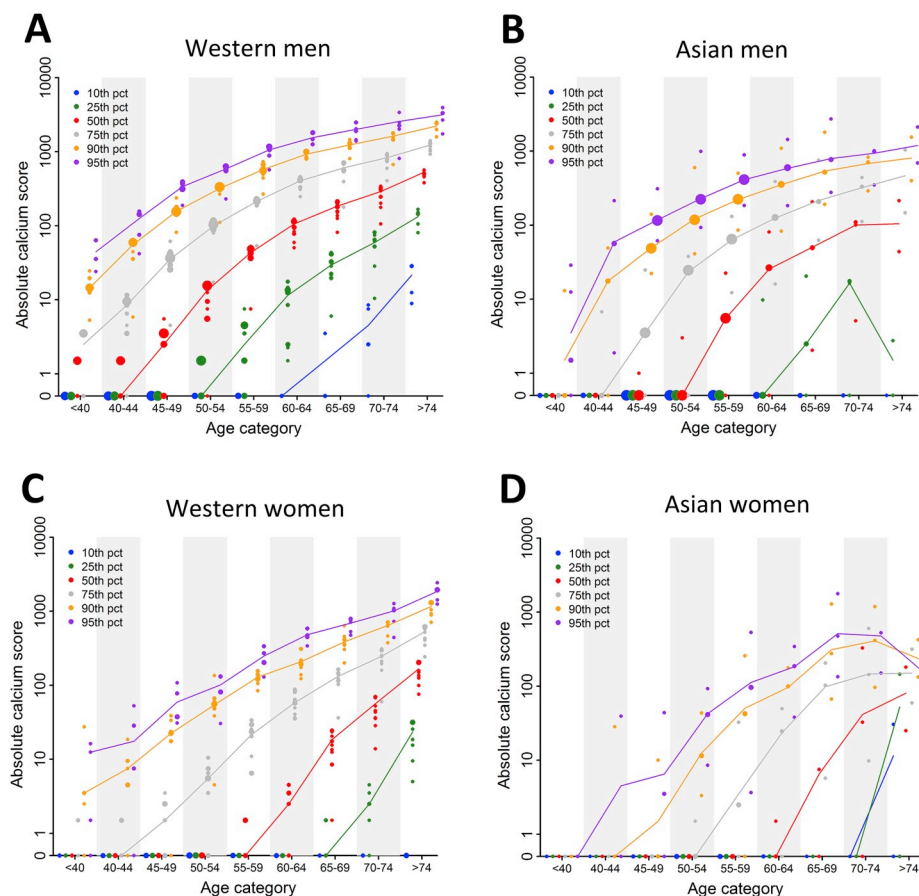 A
Western men
Absolute calcium score
10000
1000
100
10
1
0
10th pct
25th pct
50th pct
75th pct
90th pct
95th pct
<40 40-44 45-49 50-54 55-59 60-64 65-69 70-74 >74
Age category
B
Asian men
Absolute calcium score
10000
1000
100
10
1
0
10th pct
25th pct
50th pct
75th pct
90th pct
95th pct
<40 40-44 45-49 50-54 55-59 60-64 65-69 70-74 >74
Age category
C
Western women
Absolute calcium score
10000
1000
100
10
1
0
10th pct
25th pct
50th pct
75th pct
90th pct
95th pct
<40 40-44 45-49 50-54 55-59 60-64 65-69 70-74 >74
Age category
D
Asian women
Absolute calcium score
10000
1000
100
10
1
0
10th pct
25th pct
50th pct
75th pct
90th pct
95th pct
<40 40-44 45-49 50-54 55-59 60-64 65-69 70-74 >74
Age category